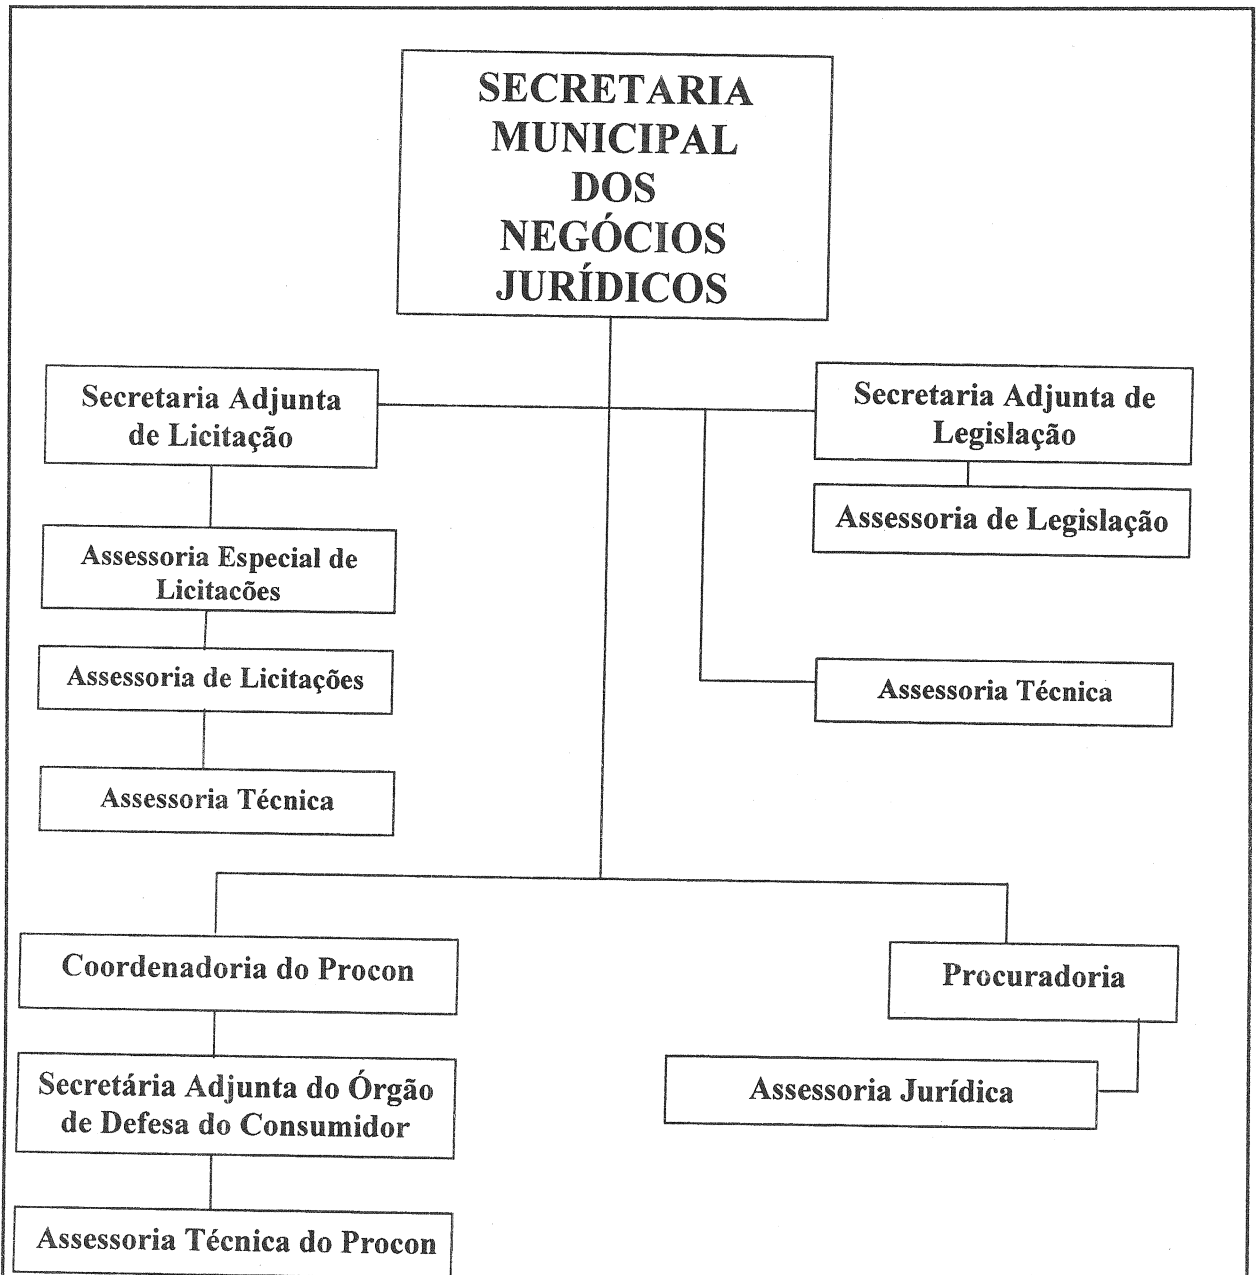 SECRETARIA
MUNICIPAL
DOS
NEGÓCIOS
JURÍDICOS
Secretaria Adjunta
de Licitação
Secretaria Adjunta de
Legislação
Assessoria de Legislação
Assessoria Especial de
Licitacões
Assessoria de Licitações
Assessoria Técnica
Assessoria Técnica
Coordenadoria do Procon
Procuradoria
Secretária Adjunta do Órgão
de Defesa do Consumidor
Assessoria Jurídica
Assessoria Técnica do Procon